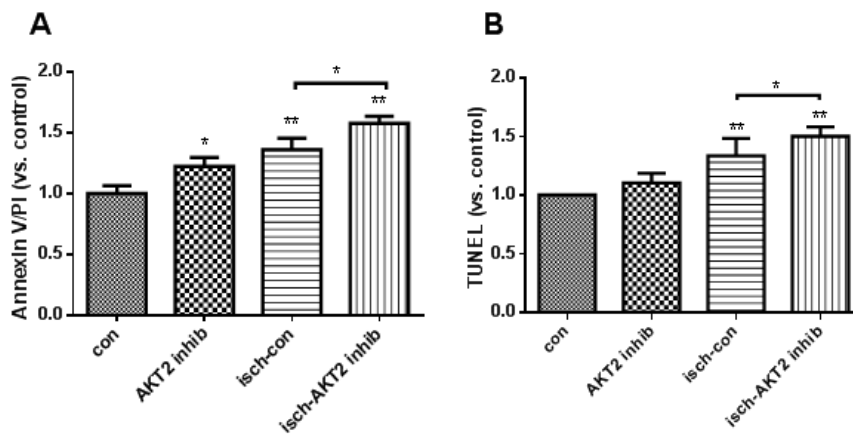 A
Annexin V/PI (vs. control)
2.0
1.5
1.0
0.5
0.0
*
**
**
*
con
AKT2 inhib
isch-con
isch-AKT2 inhib
B
TUNEL (vs. control)
2.0
1.5
1.0
0.5
0.0
**
**
*
con
AKT2 inhib
isch-con
isch-AKT2 inhib